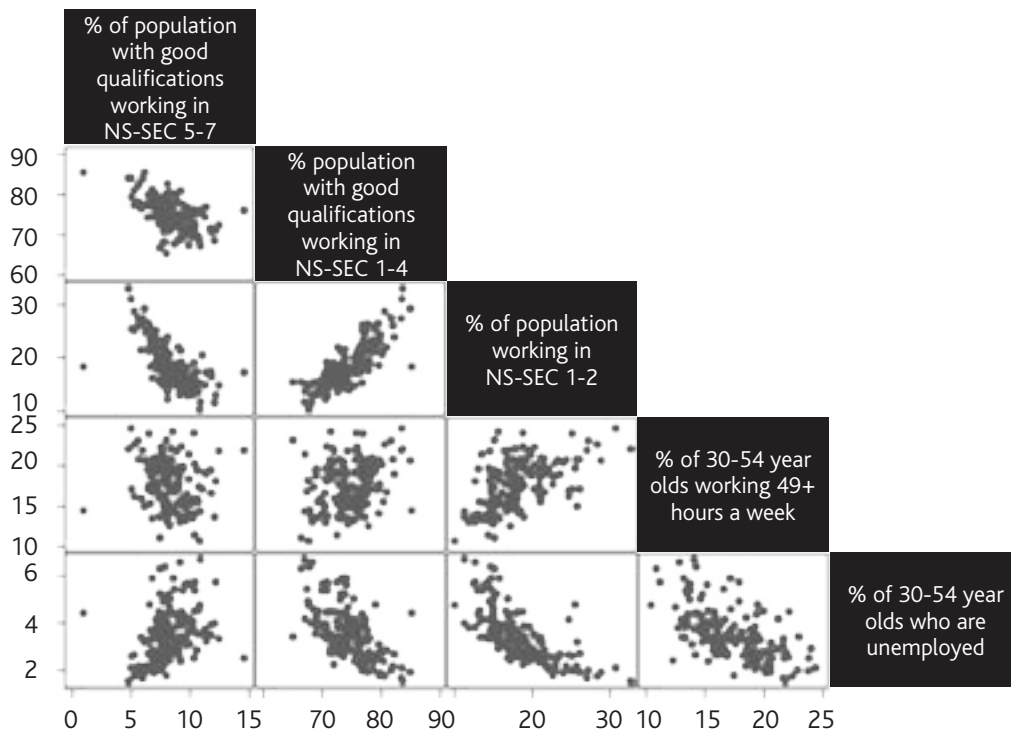 % of population
with good
qualifications
working in
NS-SEC 5-7
90
80
70
60
% population
with good
qualifications
working in
NS-SEC 1-4
30
20
10
% of population
working in
NS-SEC 1-2
25
20
15
10
% of 30-54 year
olds working 49+
hours a week
6
4
2
% of 30-54 year
olds who are
unemployed
0 5 10 15 70 80 90 20 30 10 15 20 25